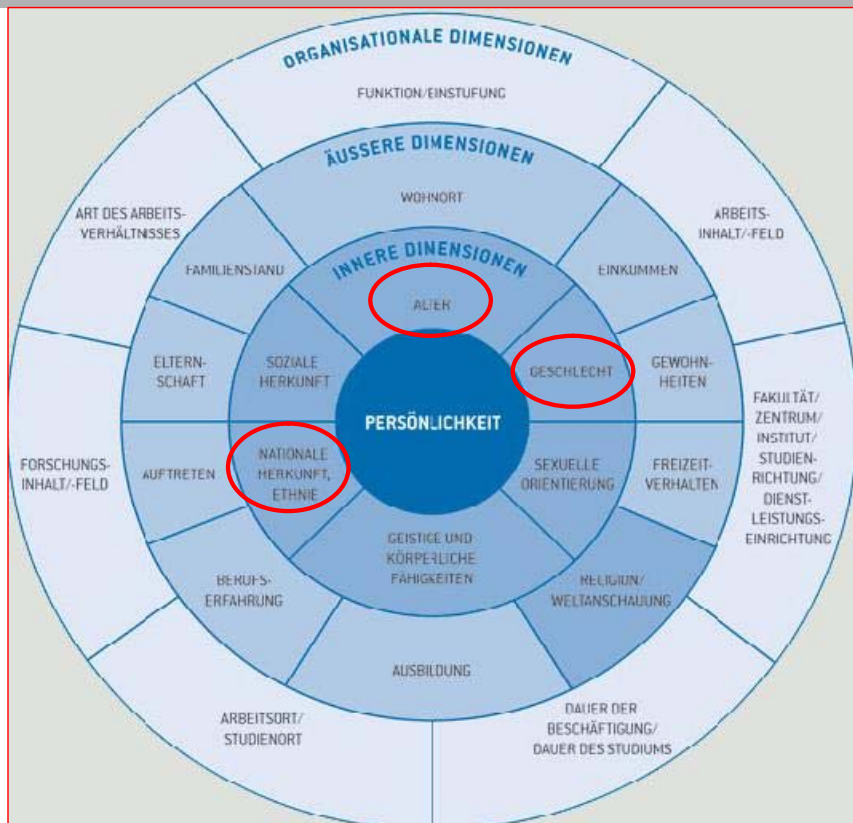 ORGANISATIONALE DIMENSIONEN
FUNKTION/EINSTUFUNG
ÄUSSERE DIMENSIONEN
WOHNORT
INNERE DINENSIONEN
ALTER
ART DES ARBEITS-
VERHÄLTNISSES
ARBEITS-
INHALT/-FELD
FAMILIENSTAND
EINKOMMEN
ELTERN-
SCHAFT
SOZIALE
HERKUNFT
GESCHLECHT
GEWOHN-
HEITEN
PERSÖNLICHKEIT
FAKULTÄT/
ZENTRUM/
INSTITUT/
STUDIEN-
RICHTUNG/
DIENST-
LEISTUNGS-
EINRICHTUNG
FORSCHUNGS-
INHALT/-FELD
AUFTRETEN
NATIONALE
HERKUNFT,
ETHNIE
SEXUELLE
ORIENTIERUNG
FREIZEIT-
VERHALTEN
GEISTIGE UND
KÖRPERLICHE
FÄHIGKEITEN
BERUFS-
ERFAHRUNG
RELIGION/
WELTANSCHAUUNG
AUSBILDUNG
ARBEITSORT/
STUDIENORT
DAUER DER
BESCHÄFTIGUNG/
DAUER DES STUDIUMS